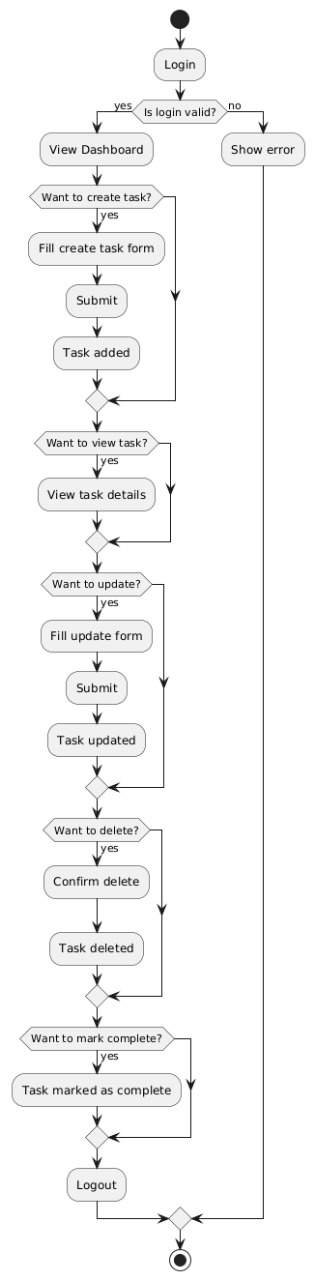 Login
Is login valid?
yes
no
View Dashboard
Show error
Want to create task?
yes
Fill create task form
Submit
Task added
Want to view task?
yes
View task details
Want to update?
yes
Fill update form
Submit
Task updated
Want to delete?
yes
Confirm delete
Task deleted
Want to mark complete?
yes
Task marked as complete
Logout